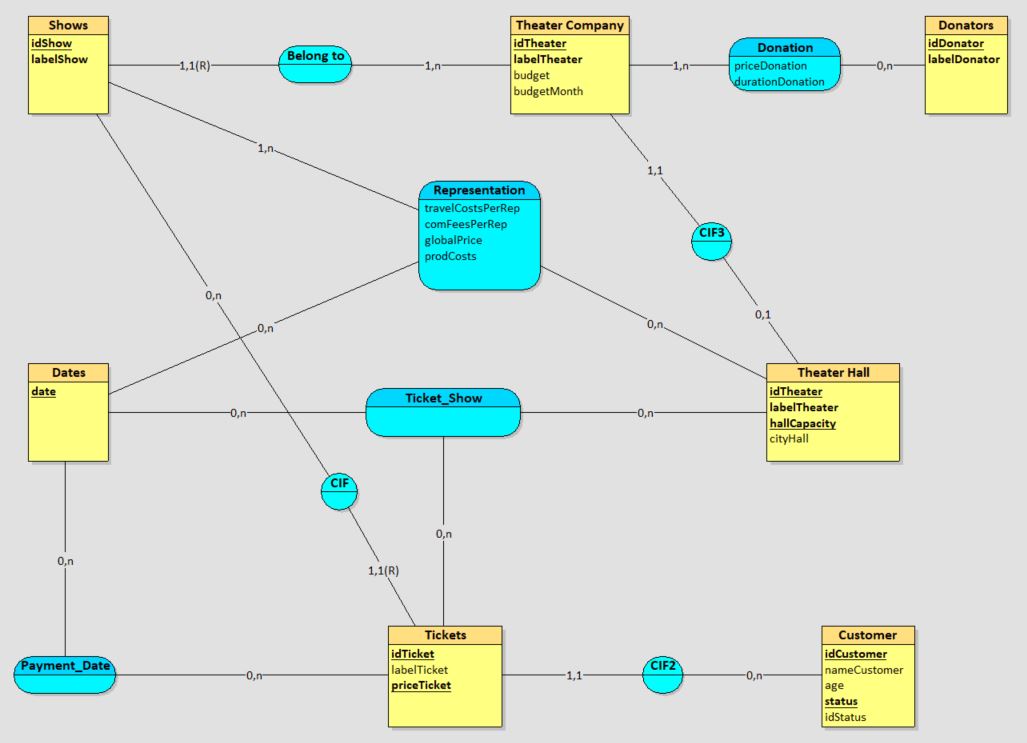 Shows
idShow
labelShow
1,1(R)
Belong to
1,n
Theater Company
idTheater
labelTheater
budget
budgetMonth
1,n
Donation
priceDonation
durationDonation
0,n
Donators
idDonator
labelDonator
1,n
1,1
Representation
travelCostsPerRep
comFeesPerRep
globalPrice
prodCosts
CIF3
0,n
0,n
0,n
0,1
Dates
date
0,n
Ticket_Show
0,n
Theater Hall
idTheater
labelTheater
hallCapacity
cityHall
CIF
0,n
0,n
1,1(R)
Payment_Date
0,n
Tickets
idTicket
labelTicket
priceTicket
1,1
CIF2
0,n
Customer
idCustomer
nameCustomer
age
status
idStatus